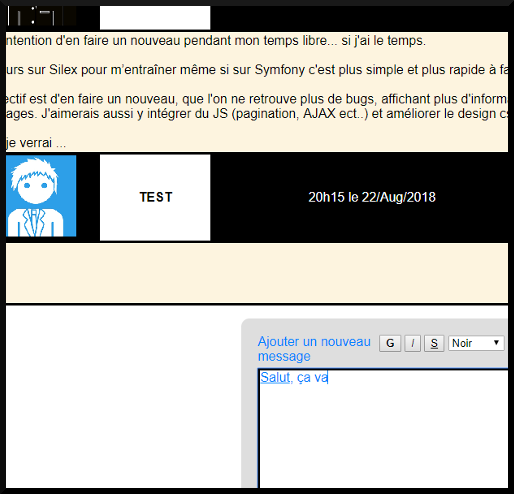 ntention d'en faire un nouveau pendant mon temps libre... si j'ai le temps.
urs sur Silex pour m'entraîner même si sur Symfony c'est plus simple et plus rapide à fa
ectif est d'en faire un nouveau, que l'on ne retrouve plus de bugs, affichant plus d'informa
ages. J'aimerais aussi y intégrer du JS (pagination, AJAX ect..) et améliorer le design cs
je verrai ...
TEST 20h15 le 22/Aug/2018
Ajouter un nouveau message G I S Noir
Salut, ça va